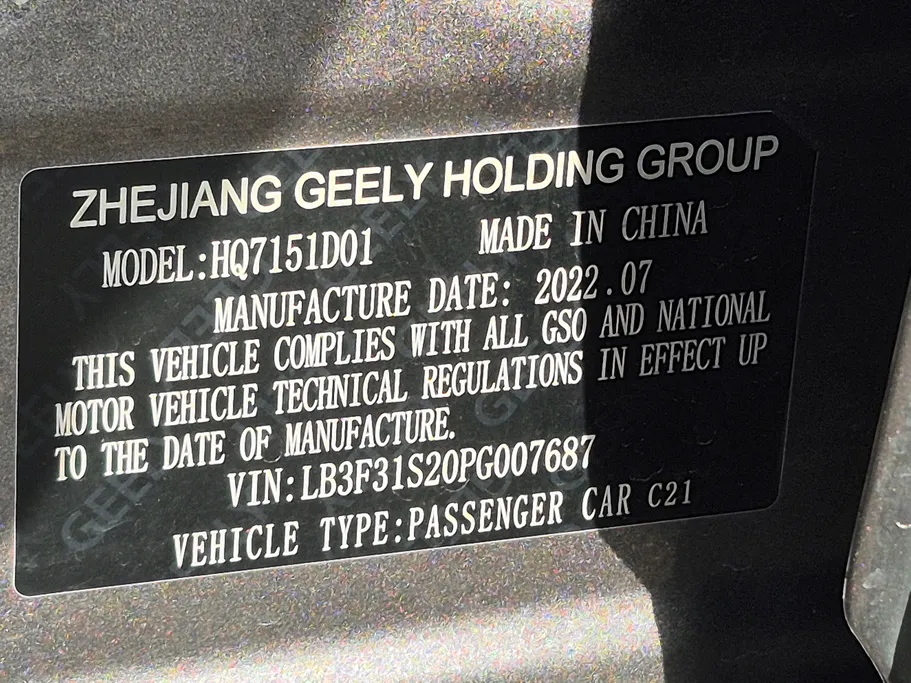 ZHEJIANG GEELY HOLDING GROUP
MODEL:HQ7151D01 MADE IN CHINA
MANUFACTURE DATE: 2022.07
THIS VEHICLE COMPLIES WITH ALL GSO AND NATIONAL
MOTOR VEHICLE TECHNICAL REGULATIONS IN EFFECT UP
TO THE DATE OF MANUFACTURE.
VIN:LB3F31S20PG007687
VEHICLE TYPE:PASSENGER CAR C21